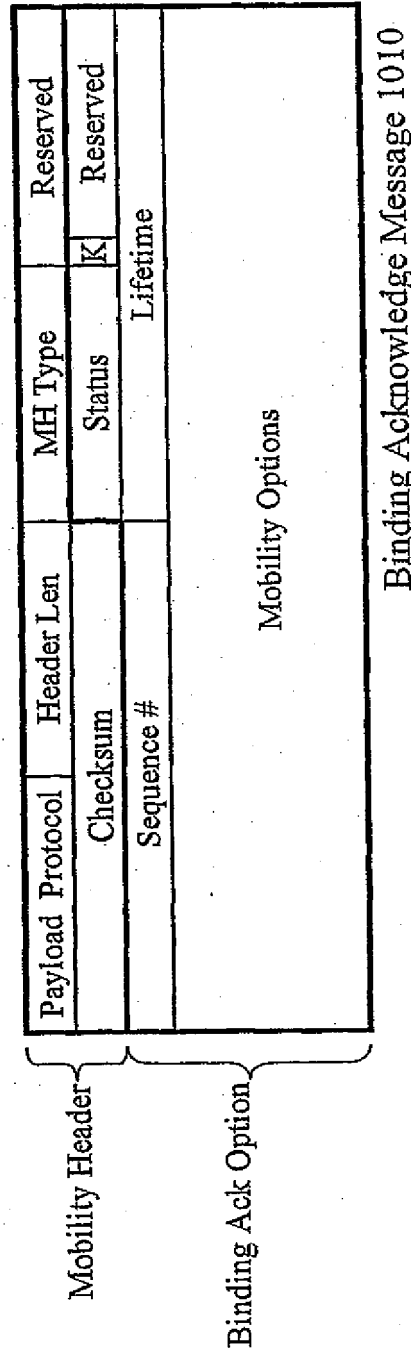 Payload Protocol Header Len MH Type Reserved
Mobility Header
Checksum Status K Reserved
Sequence # Lifetime
Binding Ack Option
Mobility Options
Binding Acknowledge Message 1010